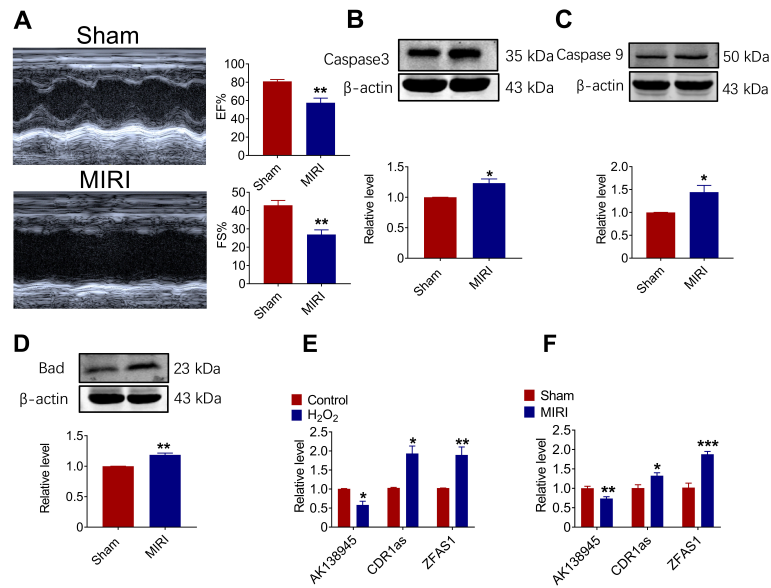 A
Sham
MIRI
EF%
100
80
60
40
20
0
**
Sham
MIRI
FS%
50
40
30
20
10
0
**
Sham
MIRI
B
Caspase3
35 kDa
β-actin
43 kDa
Relative level
1.5
1.0
0.5
0.0
*
Sham
MIRI
C
Caspase 9
50 kDa
β-actin
43 kDa
Relative level
2.0
1.5
1.0
0.5
0.0
*
Sham
MIRI
D
Bad
23 kDa
β-actin
43 kDa
Relative level
1.5
1.0
0.5
0.0
**
Sham
MIRI
E
Control
H₂O₂
Relative level
2.5
2.0
1.5
1.0
0.5
0.0
*
*
**
AK138945
CDR1as
ZFAS1
F
Sham
MIRI
Relative level
2.5
2.0
1.5
1.0
0.5
0.0
**
*
***
AK138945
CDR1as
ZFAS1